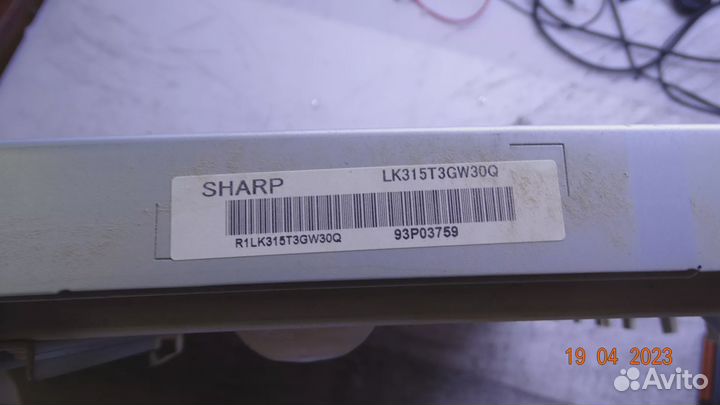 SHARP LK315T3GW30Q
R1LK315T3GW30Q 93P03759
19 04 2023
Avito